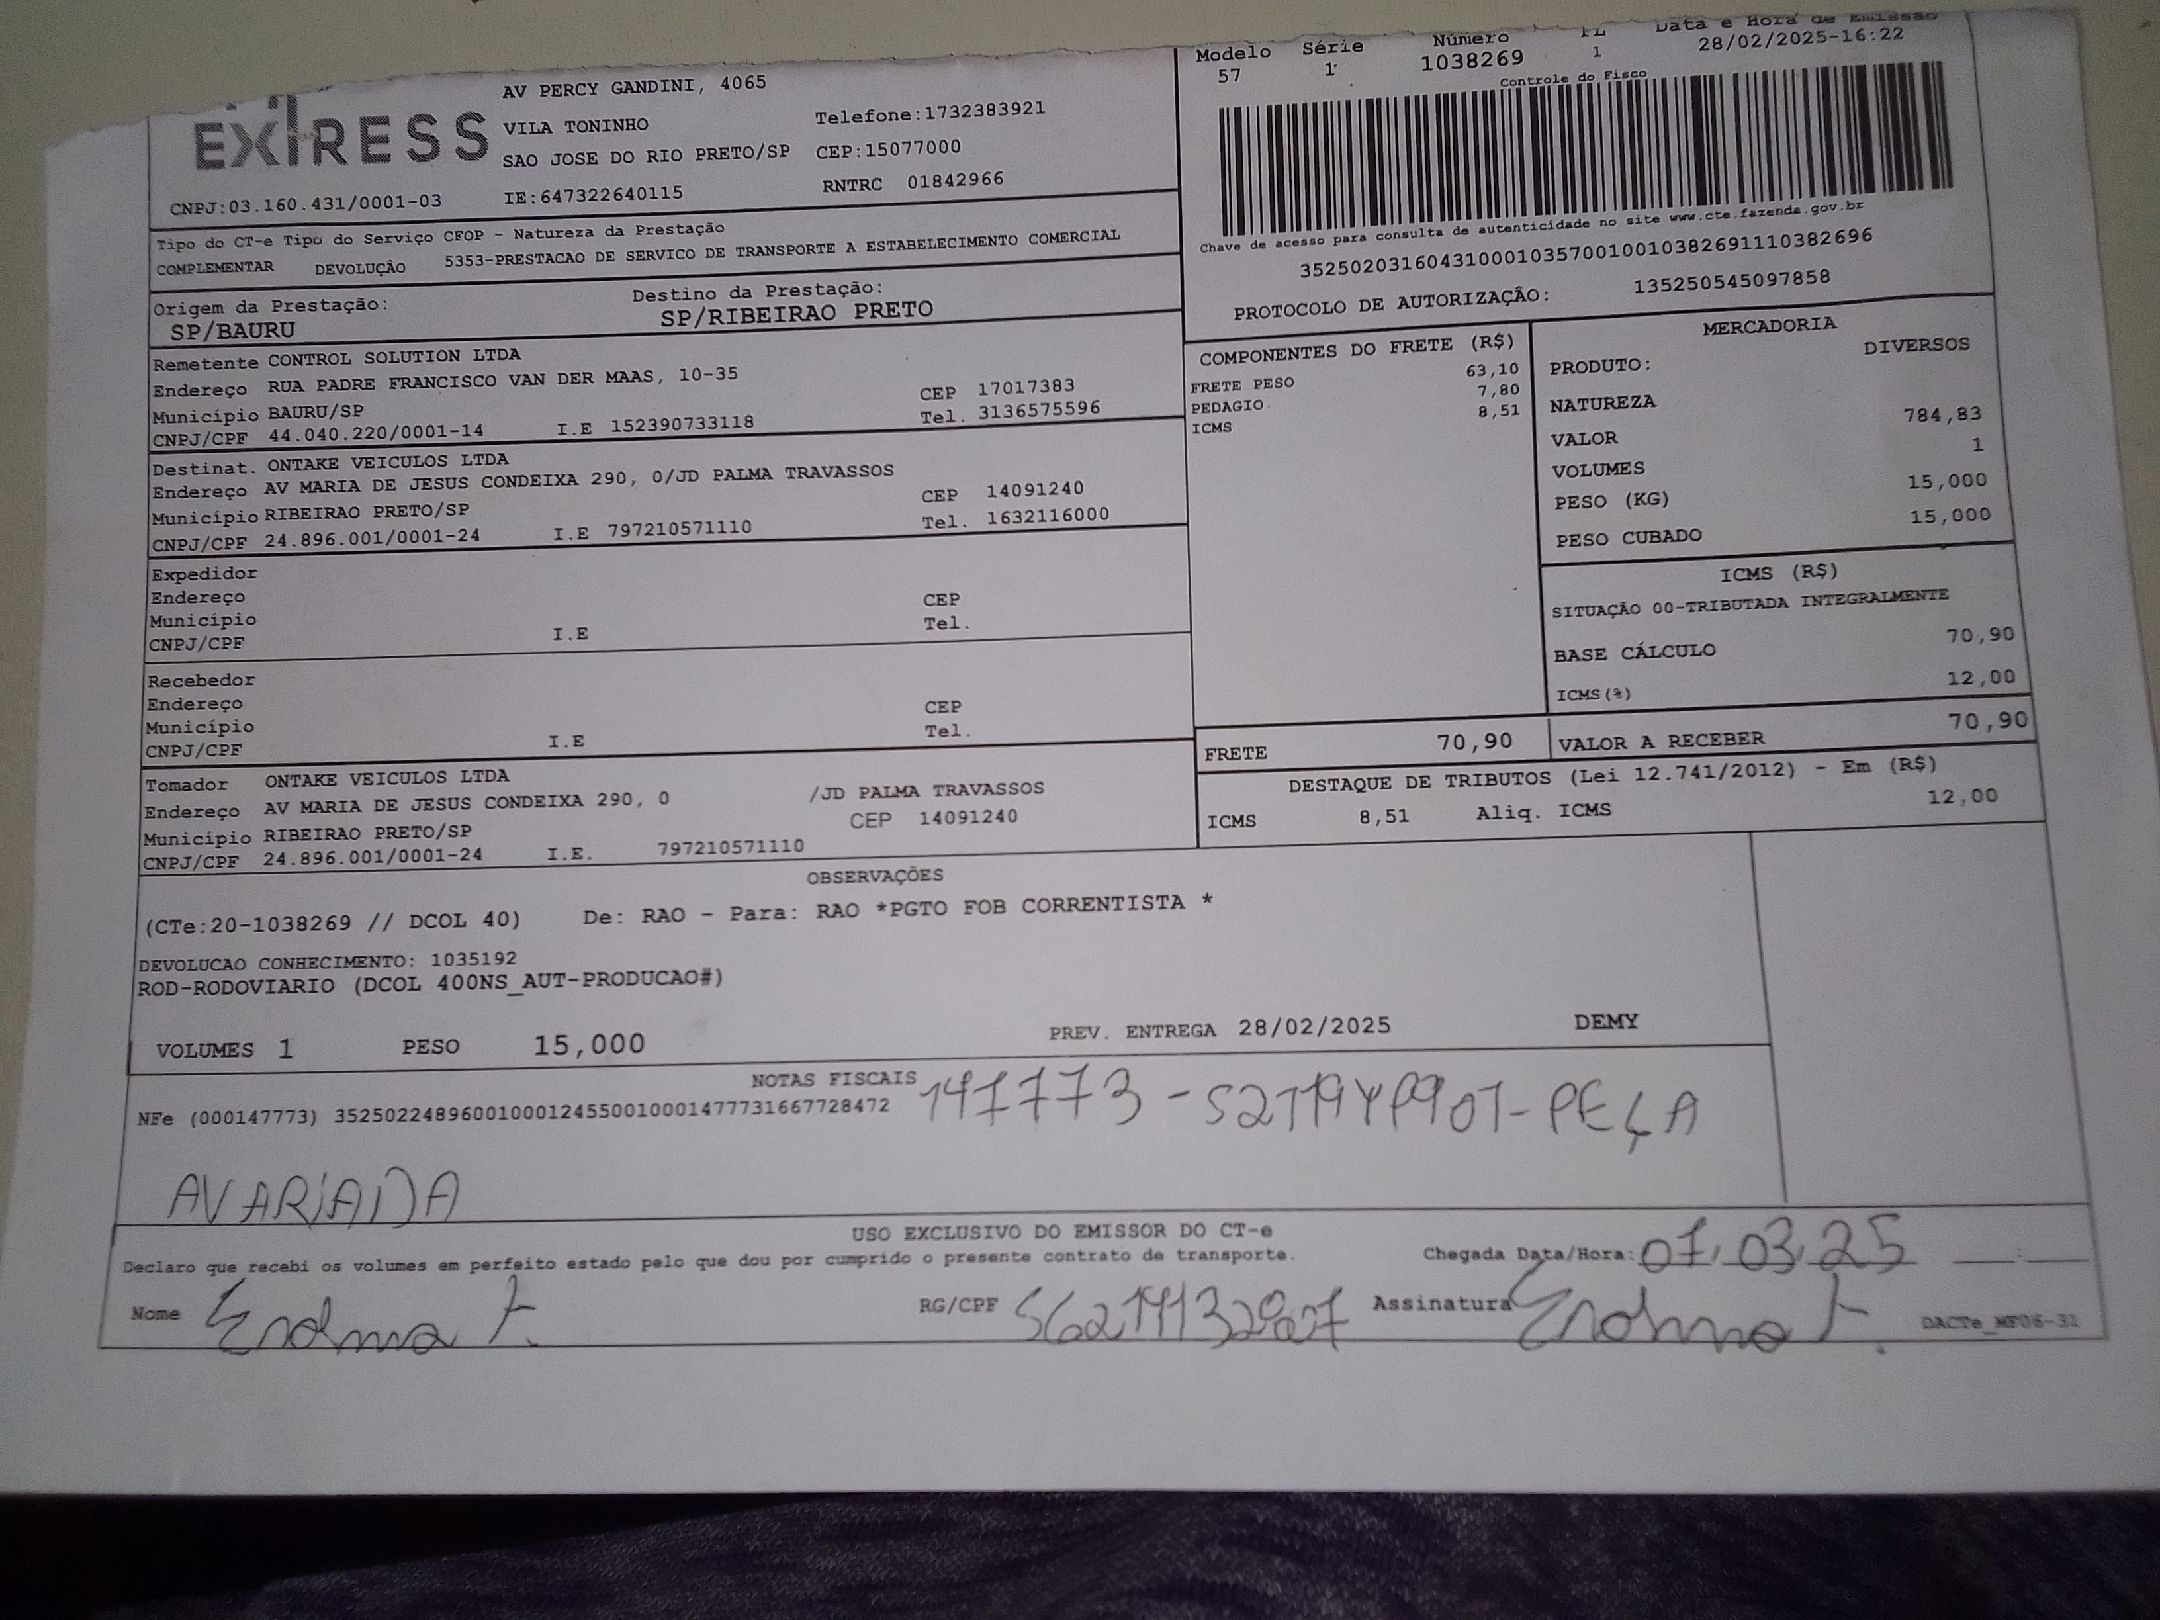 Modelo Série Número FL Data e Hora de Emissão
57 1 1038269 1 28/02/2025-16:22
Controle do Fisco
EXPRESS
AV PERCY GANDINI, 4065
VILA TONINHO Telefone:1732383921
SAO JOSE DO RIO PRETO/SP CEP:15077000
CNPJ:03.160.431/0001-03 IE:647322640115 RNTRC 01842966
Chave de acesso para consulta de autenticidade no site www.cte.fazenda.gov.br
35250203160431000103570010010382691110382696
PROTOCOLO DE AUTORIZAÇÃO: 135250545097858
Tipo do CT-e Tipo do Serviço CFOP - Natureza da Prestação
COMPLEMENTAR DEVOLUÇÃO 5353-PRESTACAO DE SERVICO DE TRANSPORTE A ESTABELECIMENTO COMERCIAL
Origem da Prestação: Destino da Prestação:
SP/BAURU SP/RIBEIRAO PRETO
Remetente CONTROL SOLUTION LTDA
Endereço RUA PADRE FRANCISCO VAN DER MAAS, 10-35 CEP 17017383
Município BAURU/SP Tel. 3136575596
CNPJ/CPF 44.040.220/0001-14 I.E 152390733118
Destinat. ONTAKE VEICULOS LTDA
Endereço AV MARIA DE JESUS CONDEIXA 290, 0/JD PALMA TRAVASSOS CEP 14091240
Município RIBEIRAO PRETO/SP Tel. 1632116000
CNPJ/CPF 24.896.001/0001-24 I.E 797210571110
Expedidor
Endereço CEP
Município Tel.
CNPJ/CPF I.E
Recebedor
Endereço CEP
Município Tel.
CNPJ/CPF I.E
Tomador ONTAKE VEICULOS LTDA
Endereço AV MARIA DE JESUS CONDEIXA 290, 0 /JD PALMA TRAVASSOS
Município RIBEIRAO PRETO/SP CEP 14091240
CNPJ/CPF 24.896.001/0001-24 I.E. 797210571110
COMPONENTES DO FRETE (R$)
FRETE PESO 63,10
PEDAGIO 7,80
ICMS 8,51
MERCADORIA
PRODUTO: DIVERSOS
NATUREZA
VALOR 784,83
VOLUMES 1
PESO (KG) 15,000
PESO CUBADO 15,000
ICMS (R$)
SITUAÇÃO 00-TRIBUTADA INTEGRALMENTE
BASE CÁLCULO 70,90
ICMS(%) 12,00
FRETE 70,90 VALOR A RECEBER 70,90
DESTAQUE DE TRIBUTOS (Lei 12.741/2012) - Em (R$)
ICMS 8,51 Aliq. ICMS 12,00
OBSERVAÇÕES
(CTe:20-1038269 // DCOL 40) De: RAO - Para: RAO *PGTO FOB CORRENTISTA *
DEVOLUCAO CONHECIMENTO: 1035192
ROD-RODOVIARIO (DCOL 400NS_AUT-PRODUCAO#)
VOLUMES 1 PESO 15,000 PREV. ENTREGA 28/02/2025 DEMY
NOTAS FISCAIS
NFe (000147773) 35250224896001000124550010001477731667728472 147773 - PEÇA
AVARIADA
USO EXCLUSIVO DO EMISSOR DO CT-e
Declaro que recebi os volumes em perfeito estado pelo que dou por cumprido o presente contrato de transporte. Chegada Data/Hora: 07/03/25 __:__
Nome RG/CPF Assinatura DACTe_MF06-31